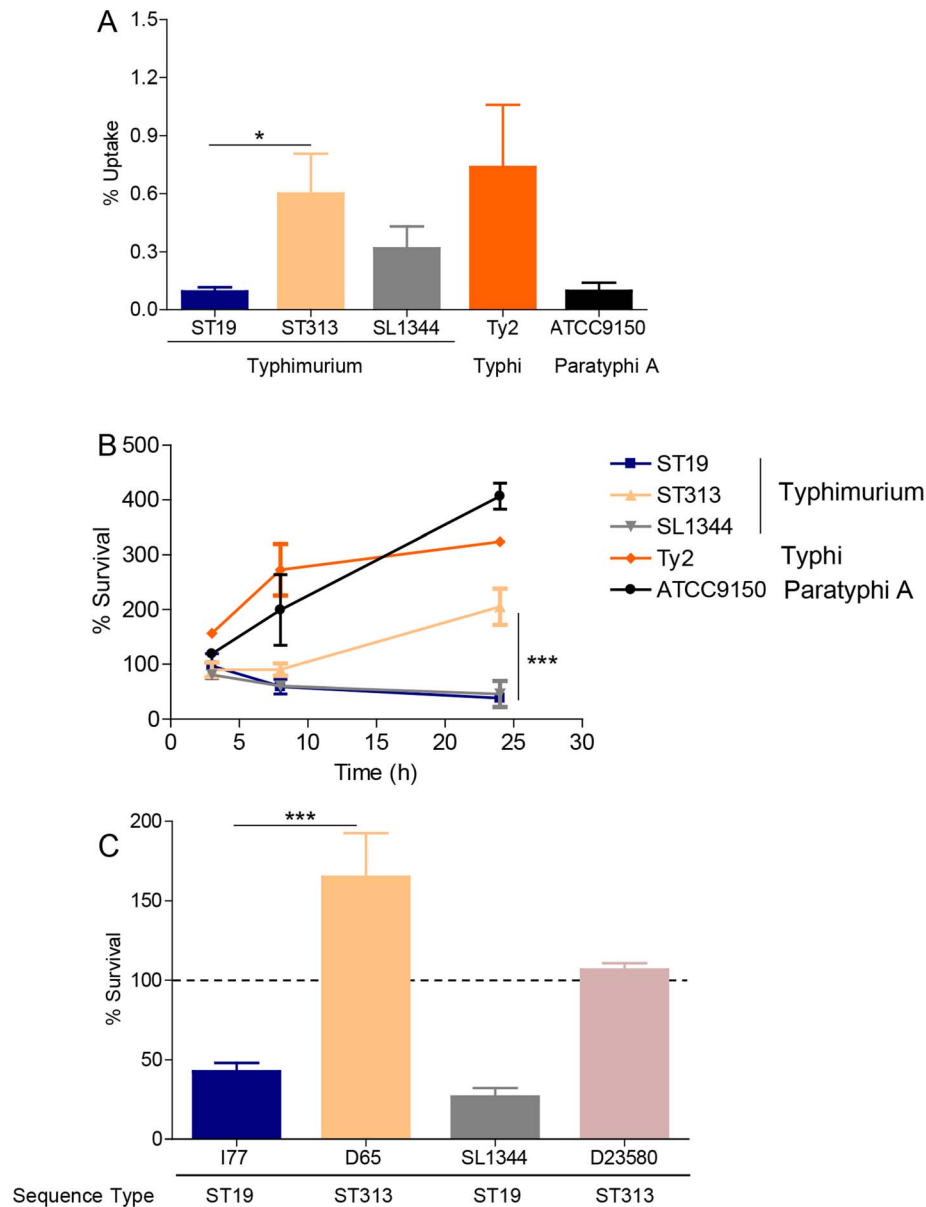 A
1.5
1.2
0.9
0.6
0.3
0.0
% Uptake
*
ST19 ST313 SL1344 Ty2 ATCC9150
Typhimurium Typhi Paratyphi A
B
500
400
300
200
100
0
% Survival
0 5 10 15 20 25 30
Time (h)
***
ST19
ST313
SL1344
Typhimurium
Ty2 Typhi
ATCC9150 Paratyphi A
C
200
150
100
50
0
% Survival
***
I77 D65 SL1344 D23580
Sequence Type ST19 ST313 ST19 ST313